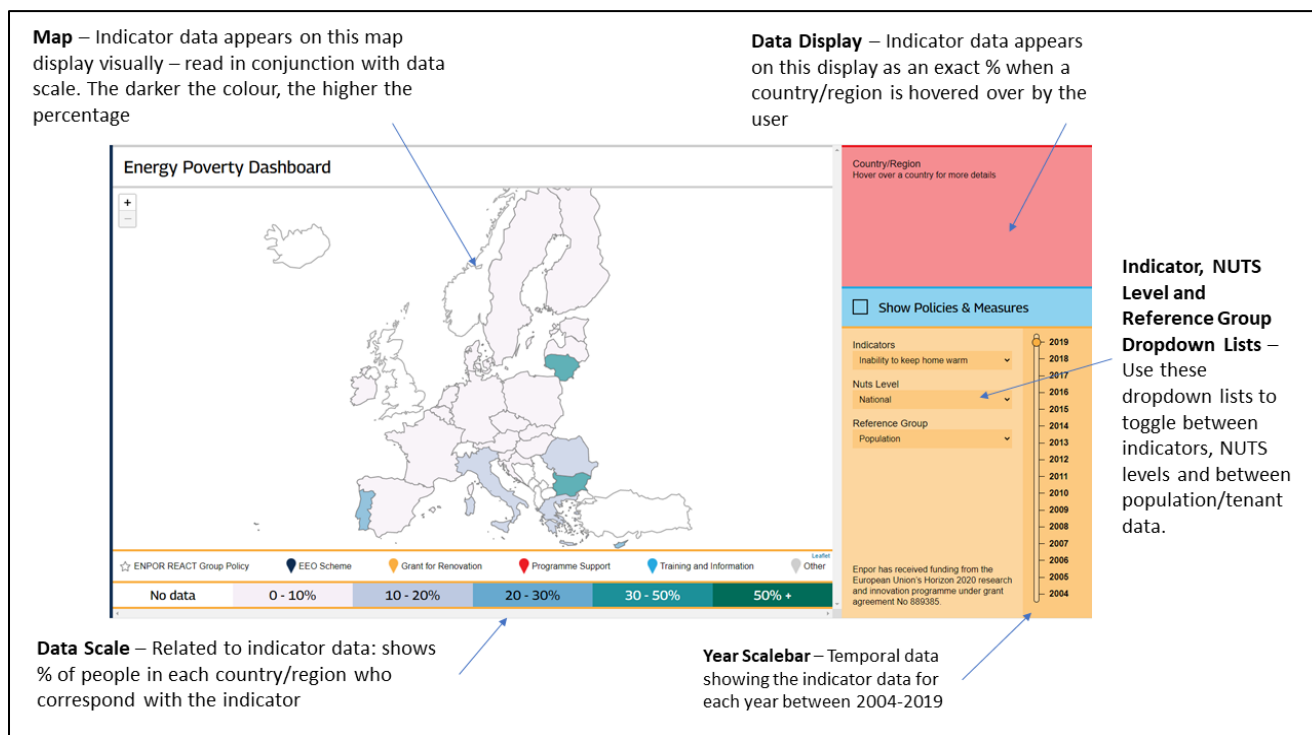 Map – Indicator data appears on this map
display visually – read in conjunction with data
scale. The darker the colour, the higher the
percentage
Data Display – Indicator data appears
on this display as an exact % when a
country/region is hovered over by the
user
Energy Poverty Dashboard
+
−
Country/Region
Hover over a country for more details
Show Policies & Measures
Indicators
Inability to keep home warm
Nuts Level
National
Reference Group
Population
2019
2018
2017
2016
2015
2014
2013
2012
2011
2010
2009
2008
2007
2006
2005
2004
Enpor has received funding from the
European Union's Horizon 2020 research
and innovation programme under grant
agreement No 889385.
Indicator, NUTS
Level and
Reference Group
Dropdown Lists –
Use these
dropdown lists to
toggle between
indicators, NUTS
levels and between
population/tenant
data.
Leaflet
ENPOR REACT Group Policy
EEO Scheme
Grant for Renovation
Programme Support
Training and Information
Other
No data
0 - 10%
10 - 20%
20 - 30%
30 - 50%
50% +
Data Scale – Related to indicator data: shows
% of people in each country/region who
correspond with the indicator
Year Scalebar – Temporal data
showing the indicator data for
each year between 2004-2019